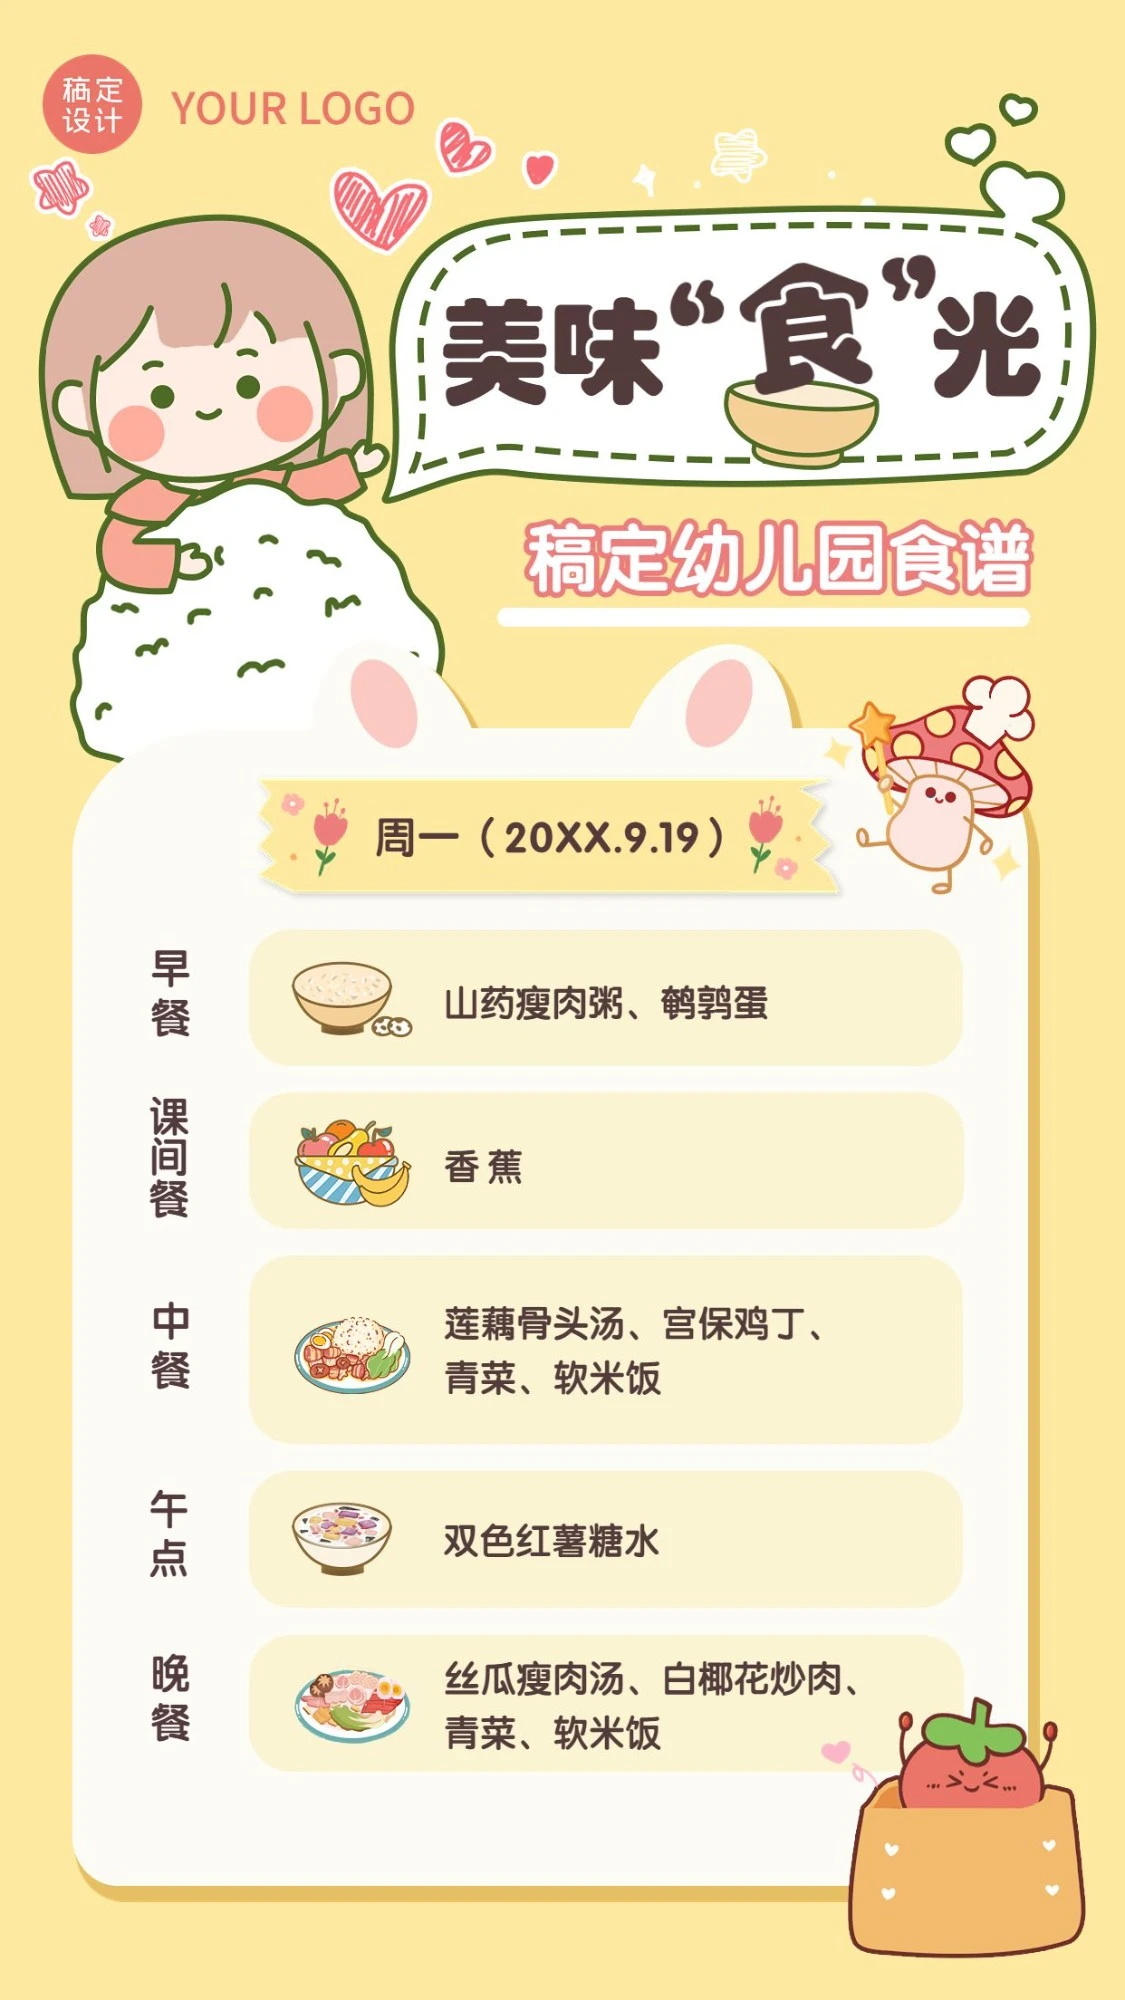 稿定
设计
YOUR LOGO
美味“食”光
稿定幼儿园食谱
周一（20XX.9.19）
早餐
山药瘦肉粥、鹌鹑蛋
课间餐
香蕉
中餐
莲藕骨头汤、宫保鸡丁、
青菜、软米饭
午点
双色红薯糖水
晚餐
丝瓜瘦肉汤、白椰花炒肉、
青菜、软米饭